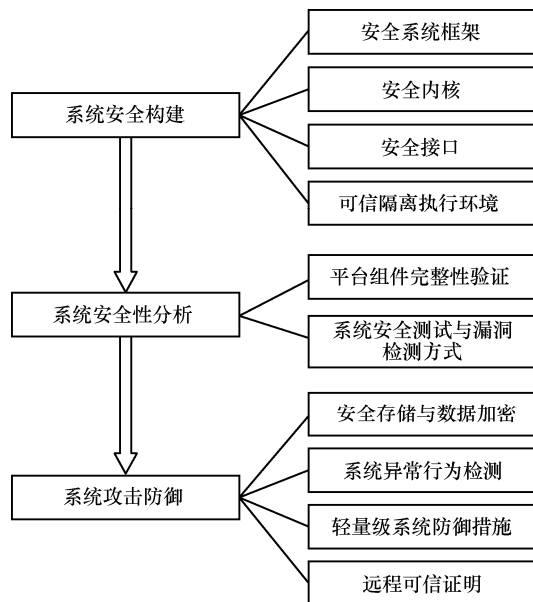 安全系统框架
安全内核
系统安全构建
安全接口
可信隔离执行环境
平台组件完整性验证
系统安全性分析
系统安全测试与漏洞
检测方式
安全存储与数据加密
系统异常行为检测
系统攻击防御
轻量级系统防御措施
远程可信证明